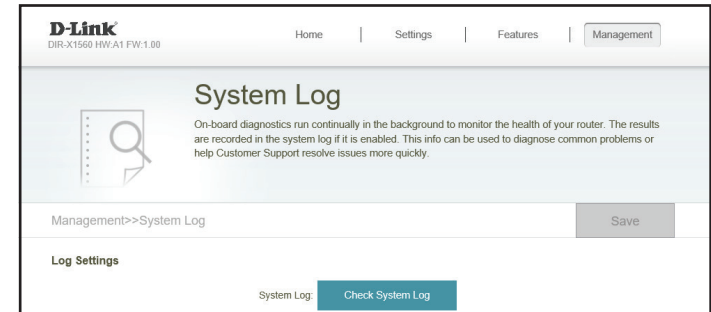 D-Link
DIR-X1560 HW:A1 FW:1.00
Home | Settings | Features | Management
System Log
On-board diagnostics run continually in the background to monitor the health of your router. The results
are recorded in the system log if it is enabled. This info can be used to diagnose common problems or
help Customer Support resolve issues more quickly.
Management>>System Log
Save
Log Settings
System Log: Check System Log